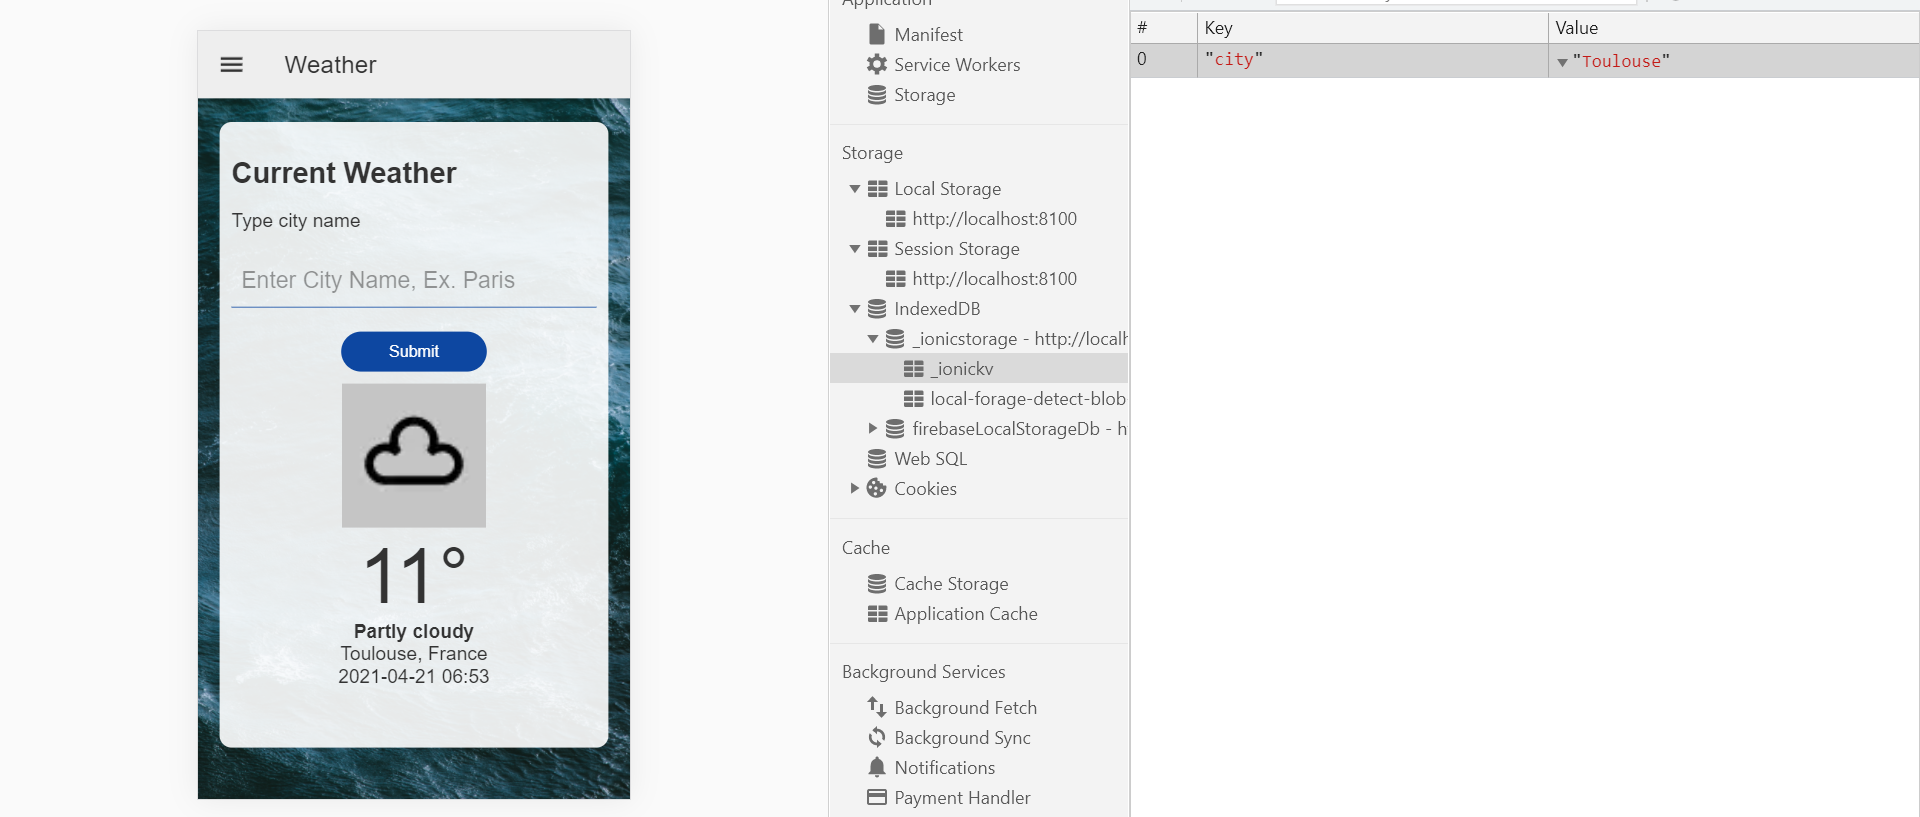 Weather
Current Weather
Type city name
Enter City Name, Ex. Paris
Submit
11°
Partly cloudy
Toulouse, France
2021-04-21 06:53
Application
Manifest
Service Workers
Storage
Storage
Local Storage
http://localhost:8100
Session Storage
http://localhost:8100
IndexedDB
_ionicstorage - http://localh
_ionickv
local-forage-detect-blob
firebaseLocalStorageDb - h
Web SQL
Cookies
Cache
Cache Storage
Application Cache
Background Services
Background Fetch
Background Sync
Notifications
Payment Handler
# Key Value
0 "city" "Toulouse"